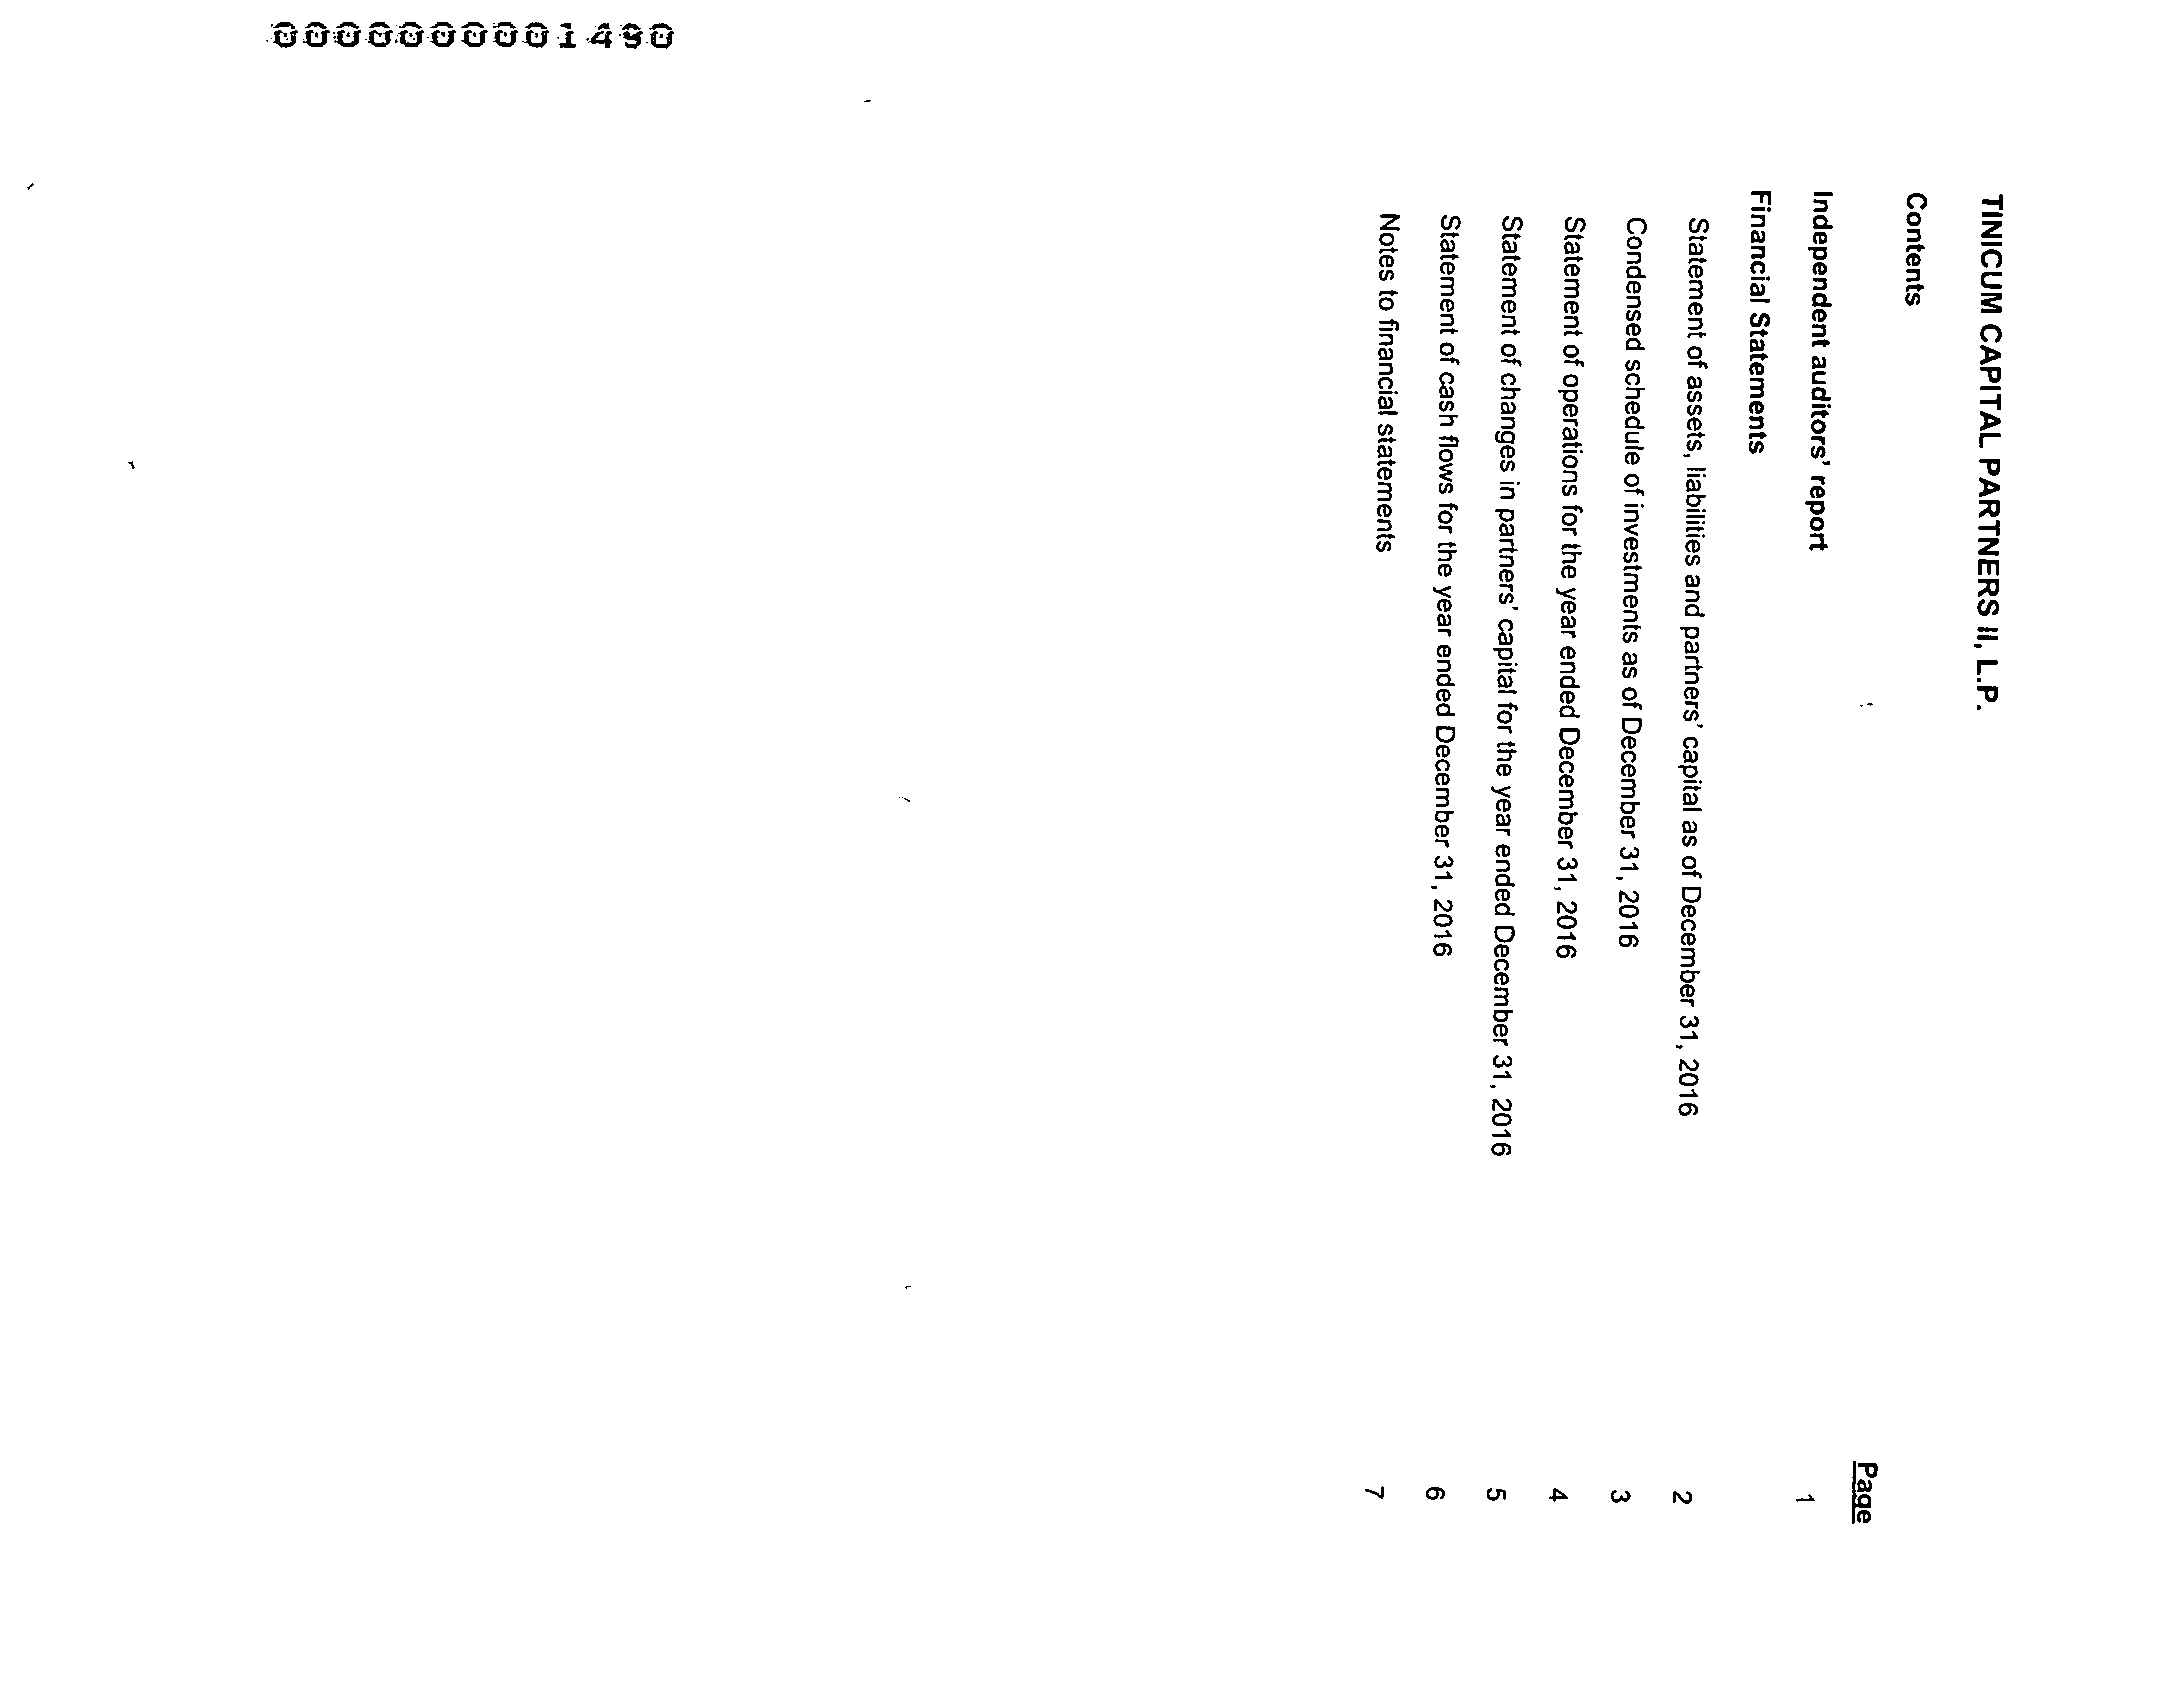 0000000001490
TINICUM CAPITAL PARTNERS II, L.P.
Contents
Page
Independent auditors' report 1
Financial Statements
Statement of assets, liabilities and partners' capital as of December 31, 2016 2
Condensed schedule of investments as of December 31, 2016 3
Statement of operations for the year ended December 31, 2016 4
Statement of changes in partners' capital for the year ended December 31, 2016 5
Statement of cash flows for the year ended December 31, 2016 6
Notes to financial statements 7